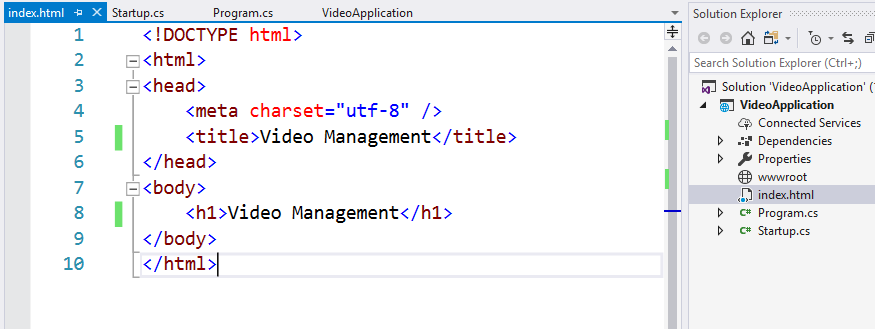 index.html Startup.cs Program.cs VideoApplication
1 <!DOCTYPE html>
2 <html>
3 <head>
4 <meta charset="utf-8" />
5 <title>Video Management</title>
6 </head>
7 <body>
8 <h1>Video Management</h1>
9 </body>
10 </html>
Solution Explorer
Search Solution Explorer (Ctrl+;)
Solution 'VideoApplication' (
VideoApplication
Connected Services
Dependencies
Properties
wwwroot
index.html
C# Program.cs
C# Startup.cs